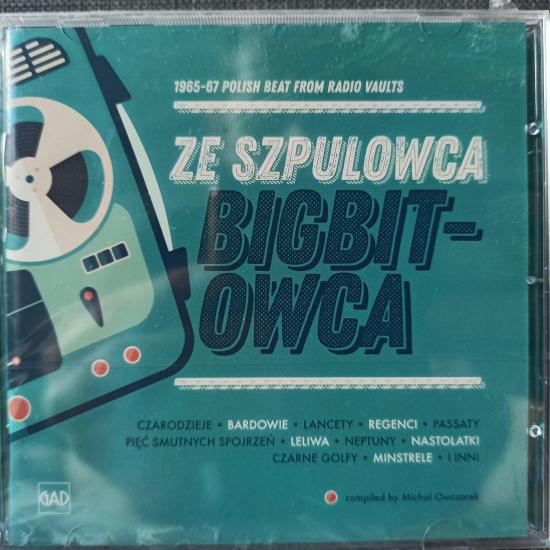 1965-67 POLISH BEAT FROM RADIO VAULTS
ZE SZPULOWCA
BIGBIT-
OWCA
CZARODZIEJE • BARDOWIE • LANCETY • REGENCI • PASSATY
PIĘĆ SMUTNYCH SPOJRZEŃ • LELIWA • NEPTUNY • NASTOLATKI
CZARNE GOLFY • MINSTRELE • I INNI
GAD
compiled by Michał Owczarek